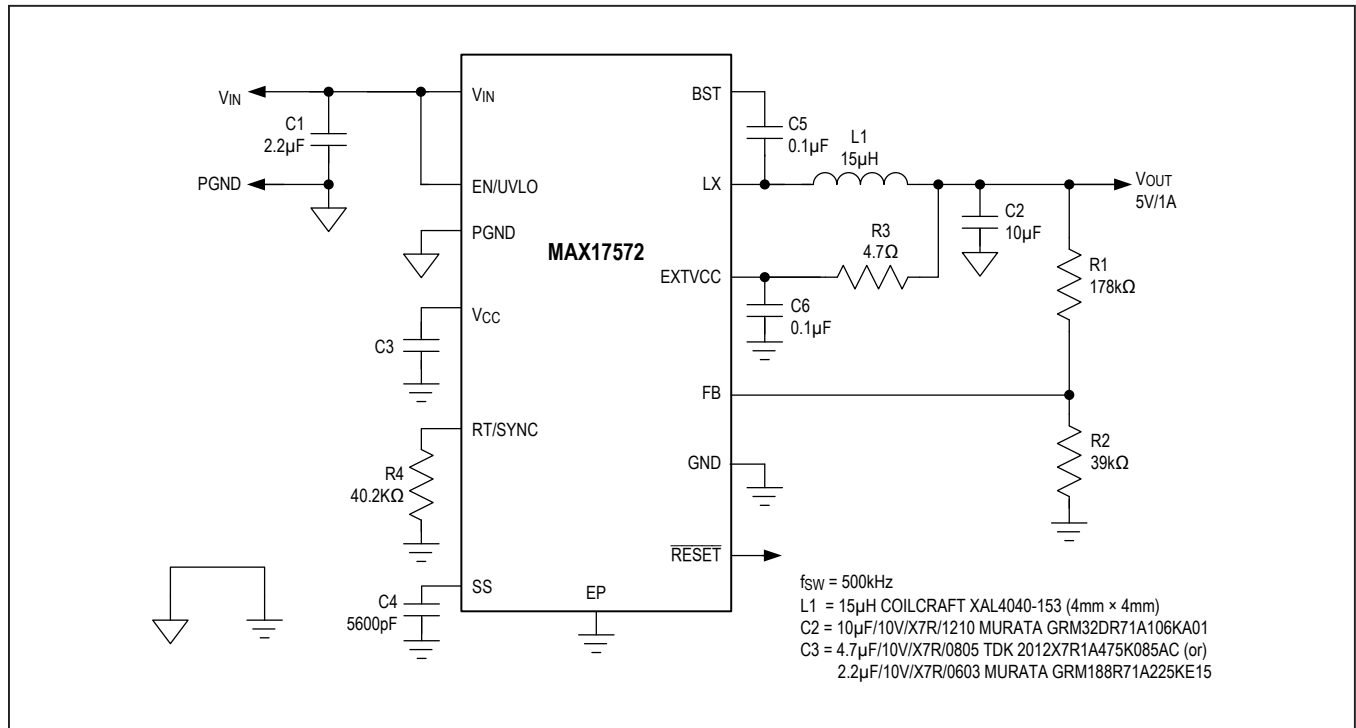 VIN
C1
2.2µF
PGND
VIN
EN/UVLO
PGND
VCC
C3
RT/SYNC
R4
40.2KΩ
SS
C4
5600pF
EP
MAX17572
BST
C5
0.1µF
L1
15µH
LX
VOUT
5V/1A
C2
10µF
R3
4.7Ω
EXTVCC
C6
0.1µF
R1
178kΩ
FB
R2
39kΩ
GND
RESET
fSW = 500kHz
L1 = 15µH COILCRAFT XAL4040-153 (4mm × 4mm)
C2 = 10µF/10V/X7R/1210 MURATA GRM32DR71A106KA01
C3 = 4.7µF/10V/X7R/0805 TDK 2012X7R1A475K085AC (or)
2.2µF/10V/X7R/0603 MURATA GRM188R71A225KE15